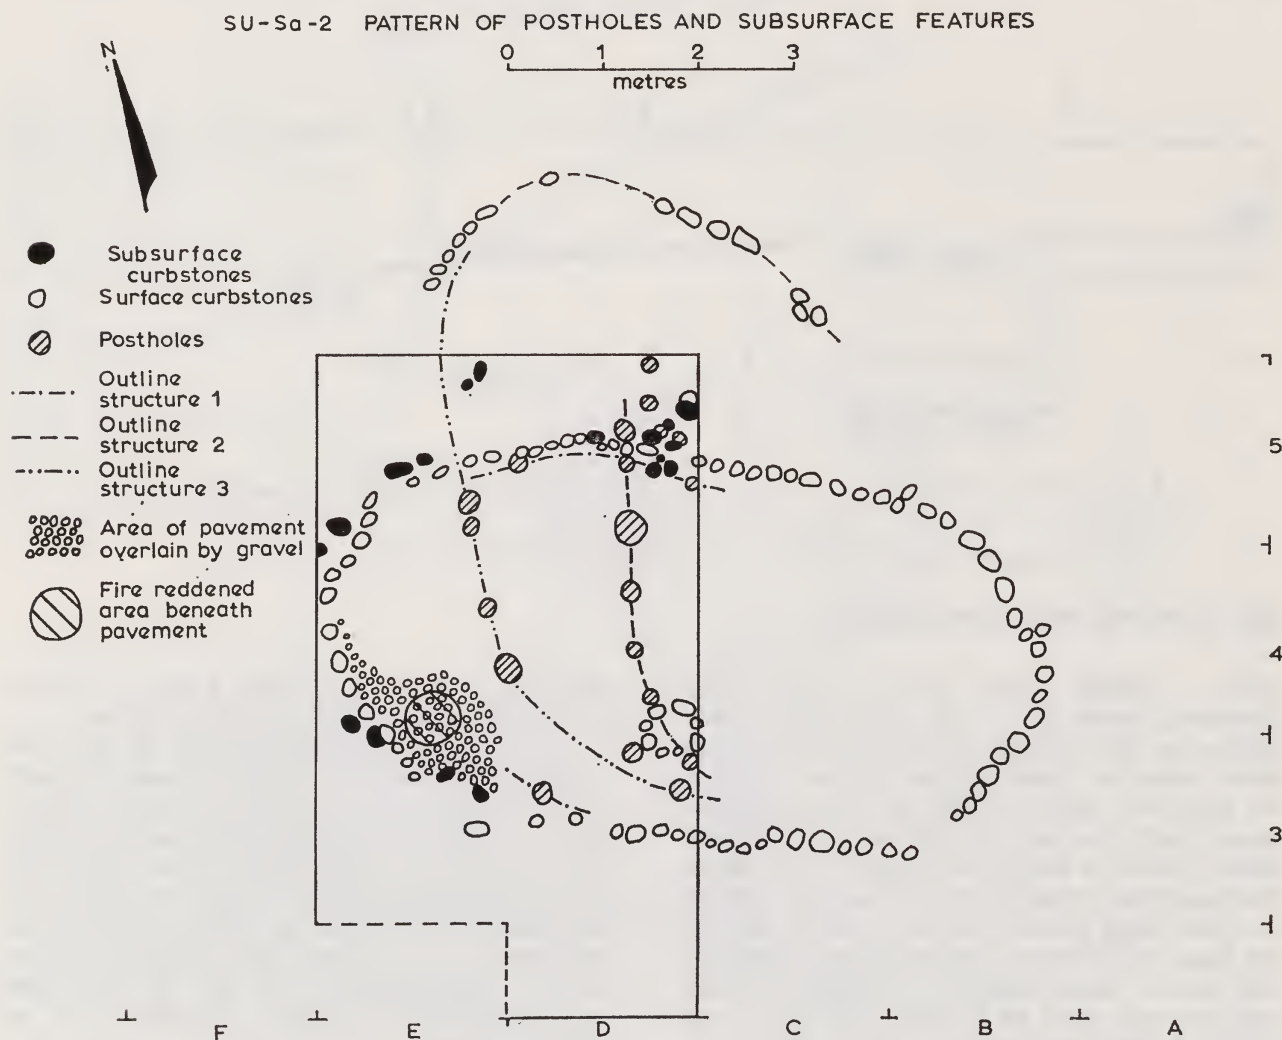 SU-Sa-2 PATTERN OF POSTHOLES AND SUBSURFACE FEATURES
N
0 1 2 3
metres
Subsurface
curbstones
Surface curbstones
Postholes
Outline
structure 1
Outline
structure 2
Outline
structure 3
Area of pavement
overlain by gravel
Fire reddened
area beneath
pavement
5
4
3
F E D C B A